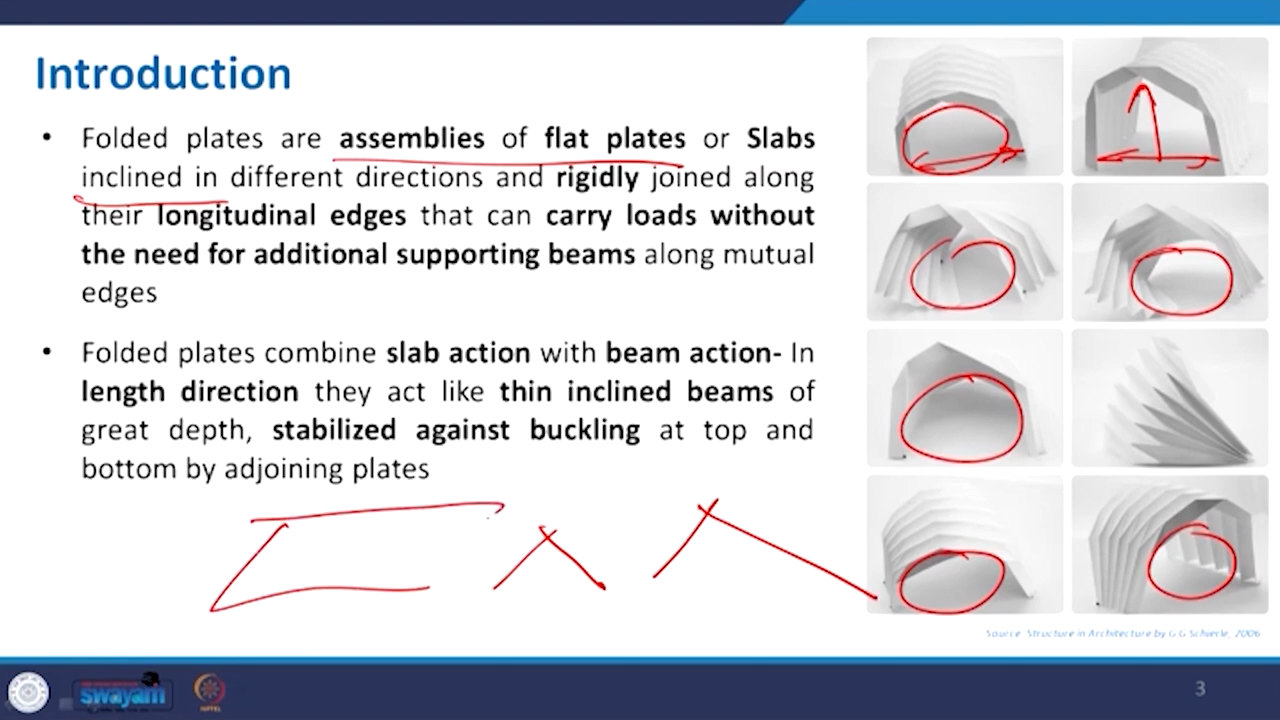 Introduction
• Folded plates are assemblies of flat plates or Slabs
inclined in different directions and rigidly joined along
their longitudinal edges that can carry loads without
the need for additional supporting beams along mutual
edges
• Folded plates combine slab action with beam action- In
length direction they act like thin inclined beams of
great depth, stabilized against buckling at top and
bottom by adjoining plates
Source: Structure in Architecture by G G Schierle, 2006
swayam
3